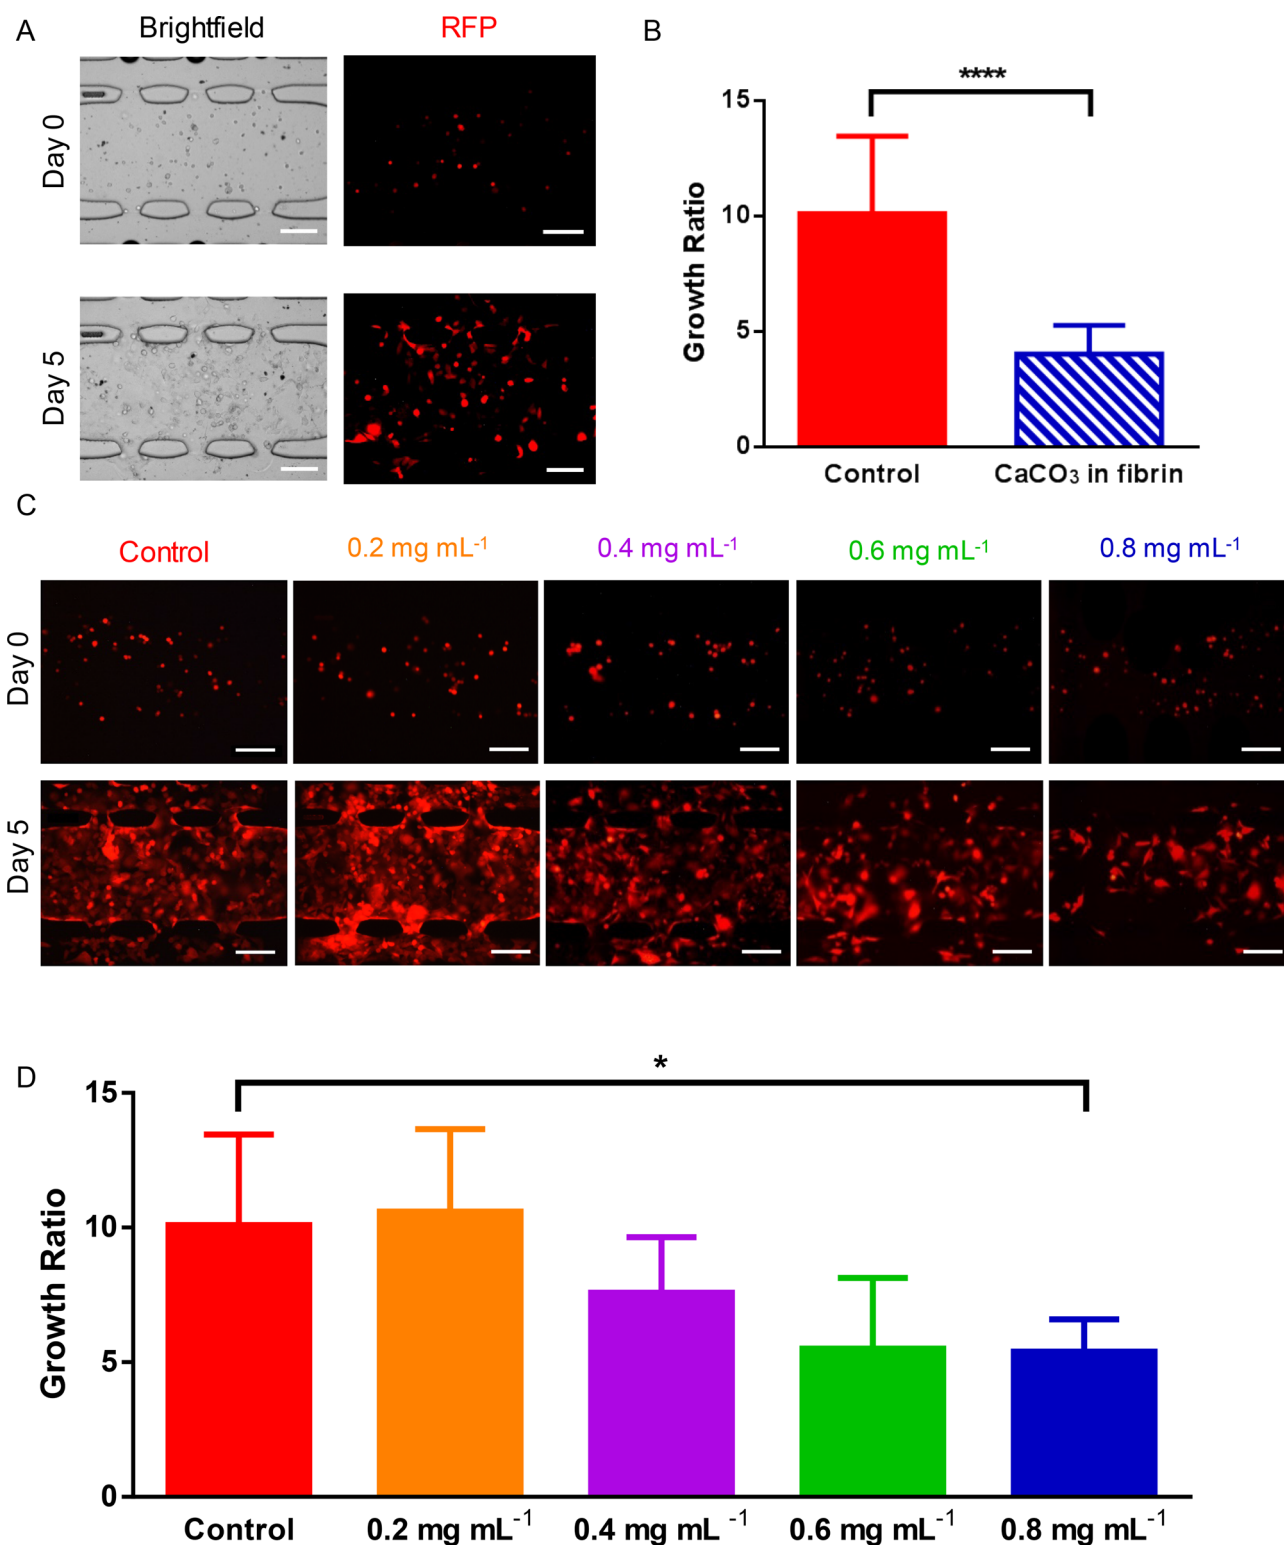 A
Brightfield
RFP
Day 0
Day 5
B
****
15
10
5
0
Growth Ratio
Control
CaCO₃ in fibrin
C
Control
0.2 mg mL⁻¹
0.4 mg mL⁻¹
0.6 mg mL⁻¹
0.8 mg mL⁻¹
Day 0
Day 5
D
*
15
10
5
0
Growth Ratio
Control
0.2 mg mL⁻¹
0.4 mg mL⁻¹
0.6 mg mL⁻¹
0.8 mg mL⁻¹